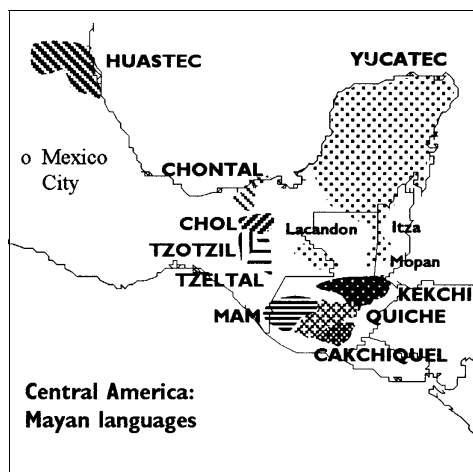 HUASTEC
YUCATEC
o Mexico
City
CHONTAL
CHOL
Lacandon
Itza
TZOTZIL
Mopan
TZELTAL
KEKCHI
MAM
QUICHE
CAKCHIQUEL
Central America:
Mayan languages